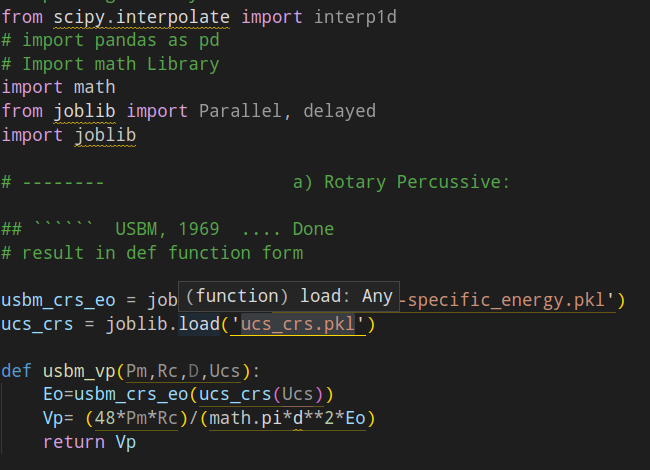 from scipy.interpolate import interp1d
# import pandas as pd
# Import math Library
import math
from joblib import Parallel, delayed
import joblib
# -------- a) Rotary Percussive:
## `````` USBM, 1969 .... Done
# result in def function form
usbm_crs_eo = job (function) load: Any -specific_energy.pkl')
ucs_crs = joblib.load('ucs_crs.pkl')
def usbm_vp(Pm,Rc,D,Ucs):
Eo=usbm_crs_eo(ucs_crs(Ucs))
Vp= (48*Pm*Rc)/(math.pi*d**2*Eo)
return Vp